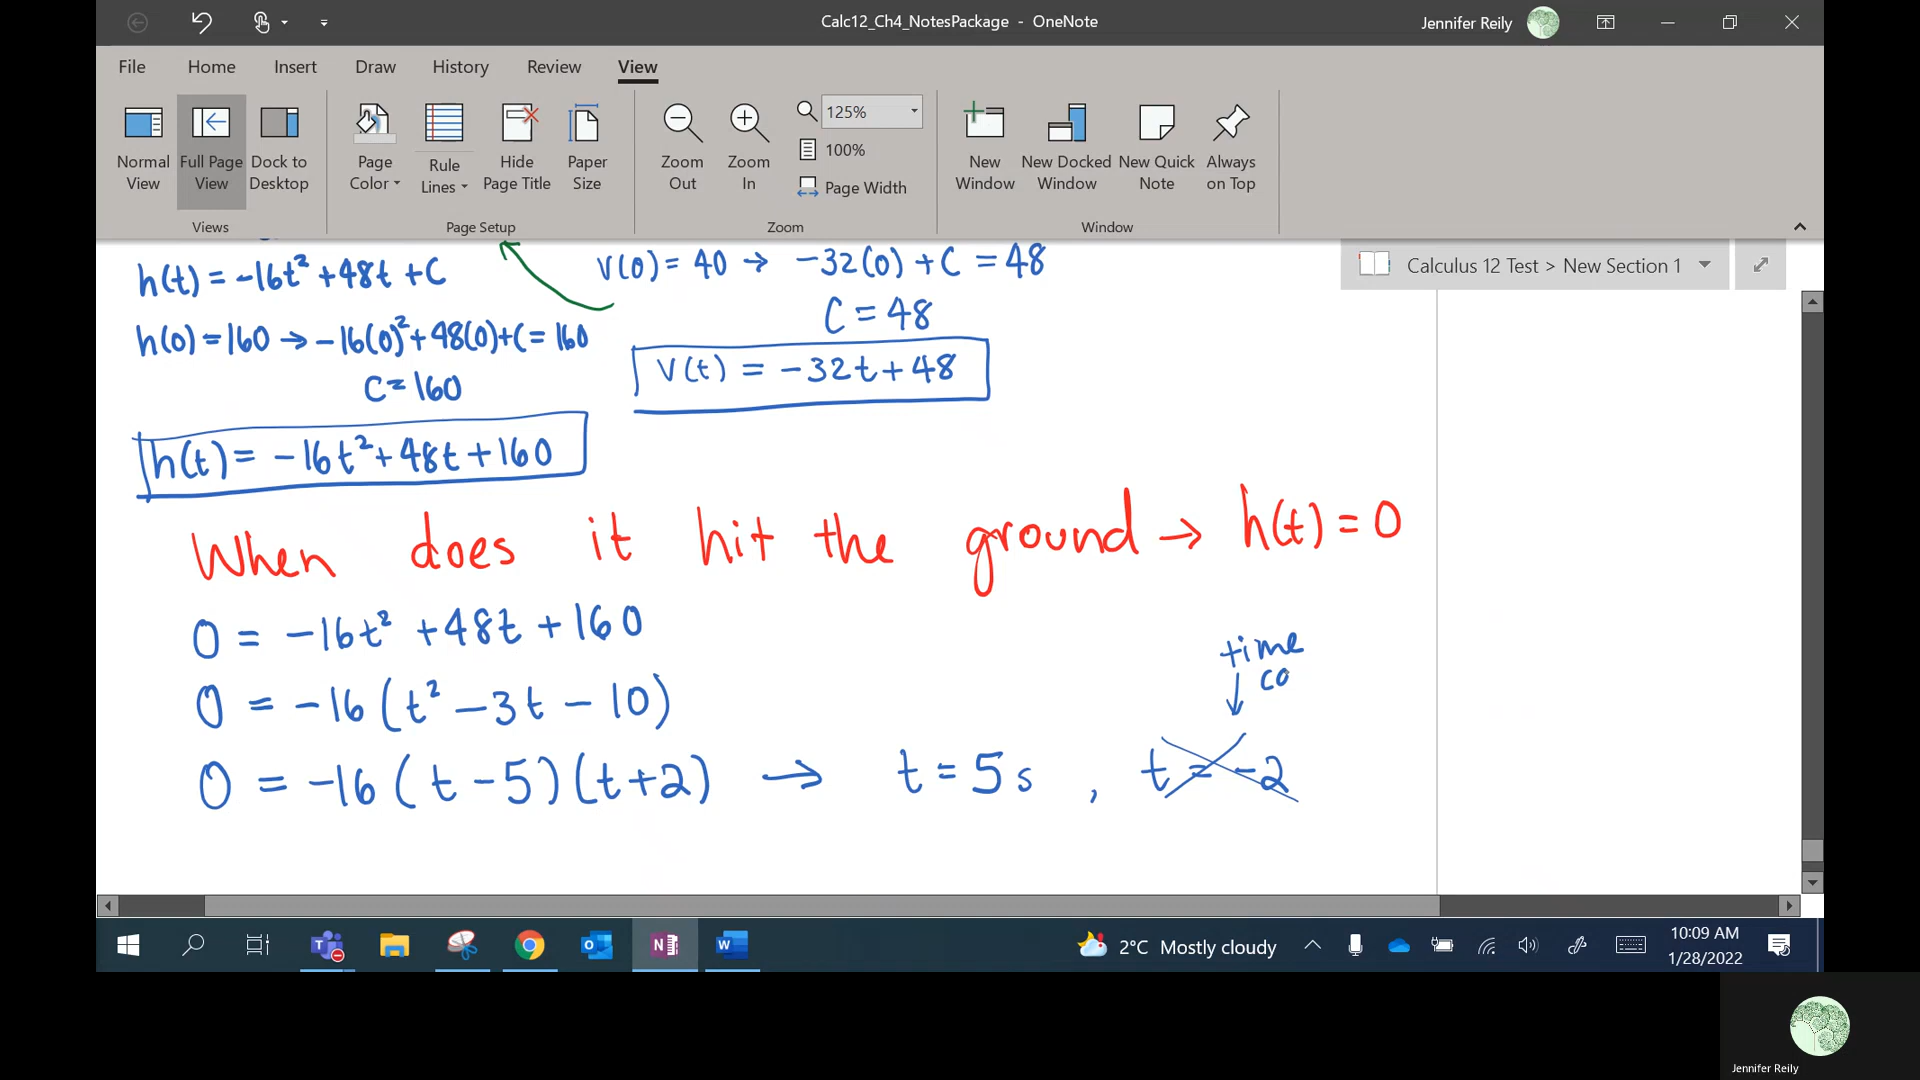 Calc12_Ch4_NotesPackage - OneNote
Jennifer Reily
File Home Insert Draw History Review View
Normal View
Full Page View
Dock to Desktop
Views
Page Color
Rule Lines
Hide Page Title
Paper Size
Page Setup
Zoom Out
Zoom In
125%
100%
Page Width
Zoom
New Window
New Docked Window
New Quick Note
Always on Top
Window
Calculus 12 Test > New Section 1
h(t) = -16t² + 48t + C
h(0) = 160 → -16(0)² + 48(0) + C = 160
C = 160
h(t) = -16t² + 48t + 160
v(0) = 40 → -32(0) + C = 48
C = 48
v(t) = -32t + 48
When does it hit the ground → h(t) = 0
0 = -16t² + 48t + 160
0 = -16(t² - 3t - 10)
0 = -16(t - 5)(t + 2) → t = 5s , t = -2
time
co
2°C Mostly cloudy
10:09 AM
1/28/2022
Jennifer Reily